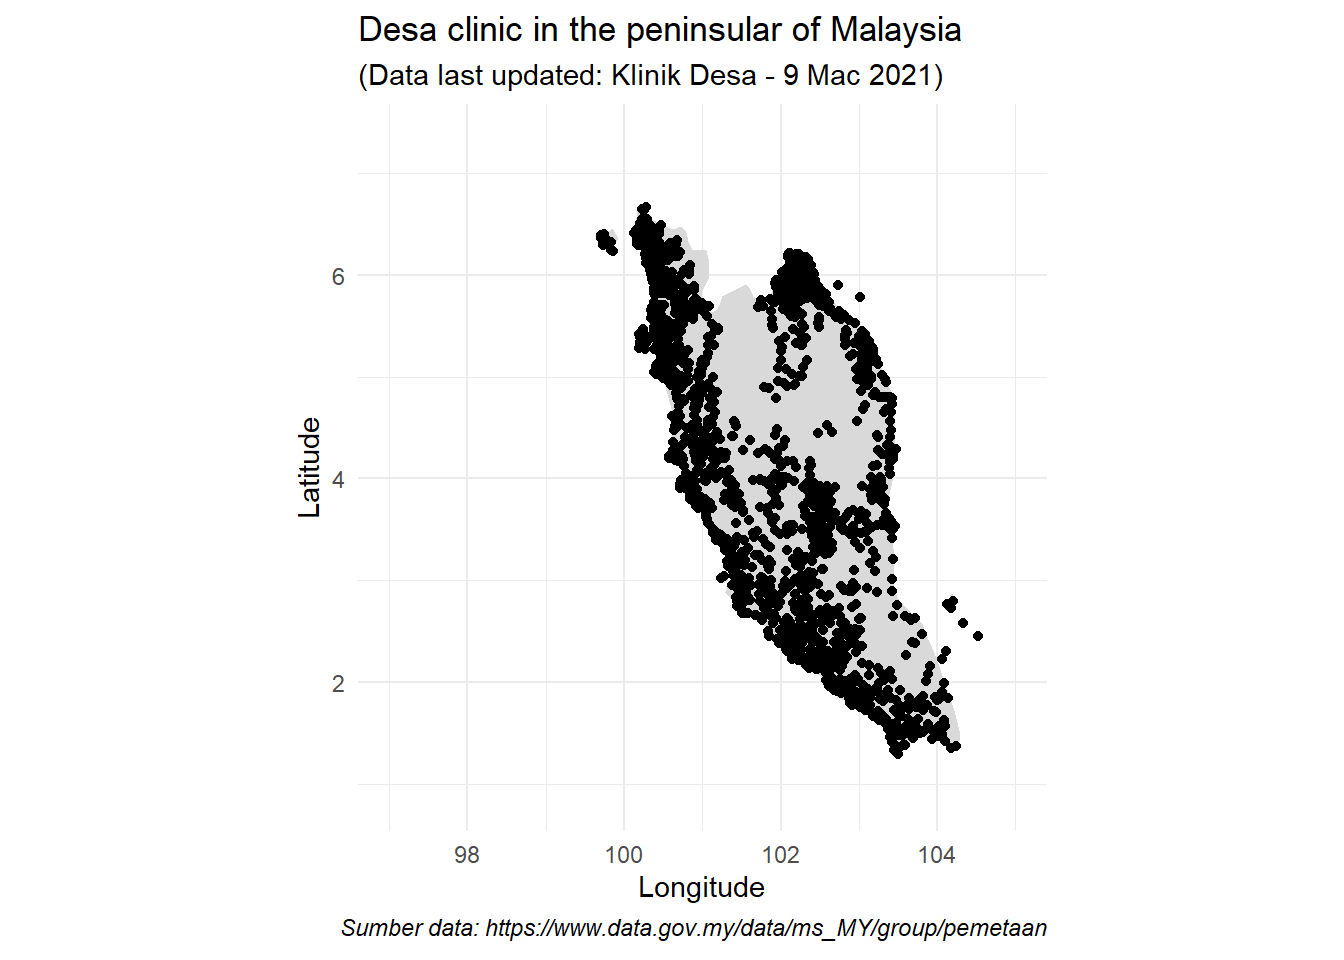 Desa clinic in the peninsular of Malaysia
(Data last updated: Klinik Desa - 9 Mac 2021)
6
4
2
Latitude
98 100 102 104
Longitude
Sumber data: https://www.data.gov.my/data/ms_MY/group/pemetaan